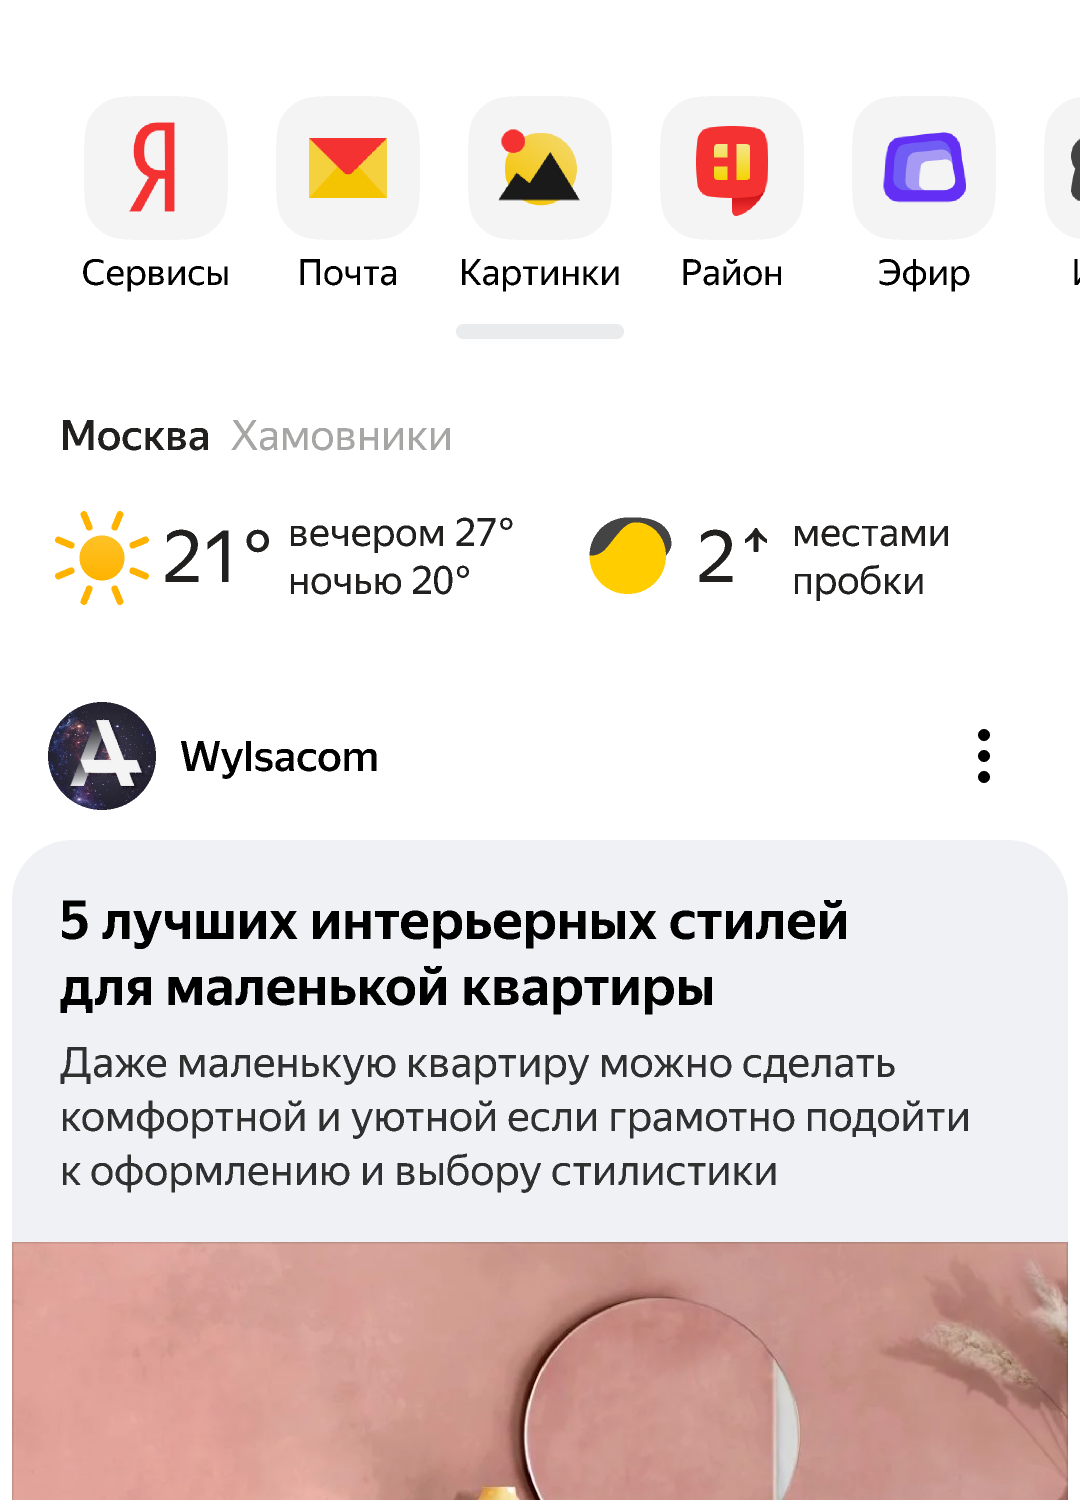 Я
Сервисы
Почта
Картинки
Район
Эфир
Москва Хамовники
21° вечером 27°
ночью 20°
2↑ местами
пробки
Wylsacom
5 лучших интерьерных стилей
для маленькой квартиры
Даже маленькую квартиру можно сделать
комфортной и уютной если грамотно подойти
к оформлению и выбору стилистики